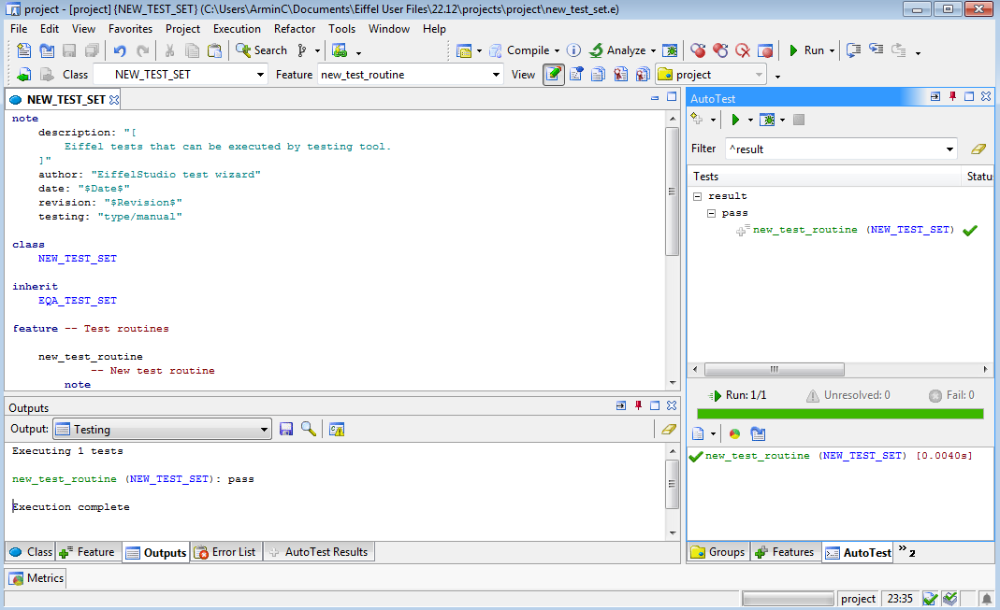 project - [project] {NEW_TEST_SET} (C:\Users\ArminC\Documents\Eiffel User Files\22.12\projects\project\new_test_set.e)
File Edit View Favorites Project Execution Refactor Tools Window Help
Search Compile Analyze Run
Class NEW_TEST_SET Feature new_test_routine View project
NEW_TEST_SET
note
description: "[
Eiffel tests that can be executed by testing tool.
]"
author: "EiffelStudio test wizard"
date: "$Date$"
revision: "$Revision$"
testing: "type/manual"
class
NEW_TEST_SET
inherit
EQA_TEST_SET
feature -- Test routines
new_test_routine
-- New test routine
note
Outputs
Output: Testing
Executing 1 tests
new_test_routine (NEW_TEST_SET): pass
Execution complete
Class Feature Outputs Error List AutoTest Results
AutoTest
Filter ^result
Tests Statu
result
pass
new_test_routine (NEW_TEST_SET)
Run: 1/1 Unresolved: 0 Fail: 0
new_test_routine (NEW_TEST_SET) [0.0040s]
Groups Features AutoTest » 2
Metrics
project 23:35